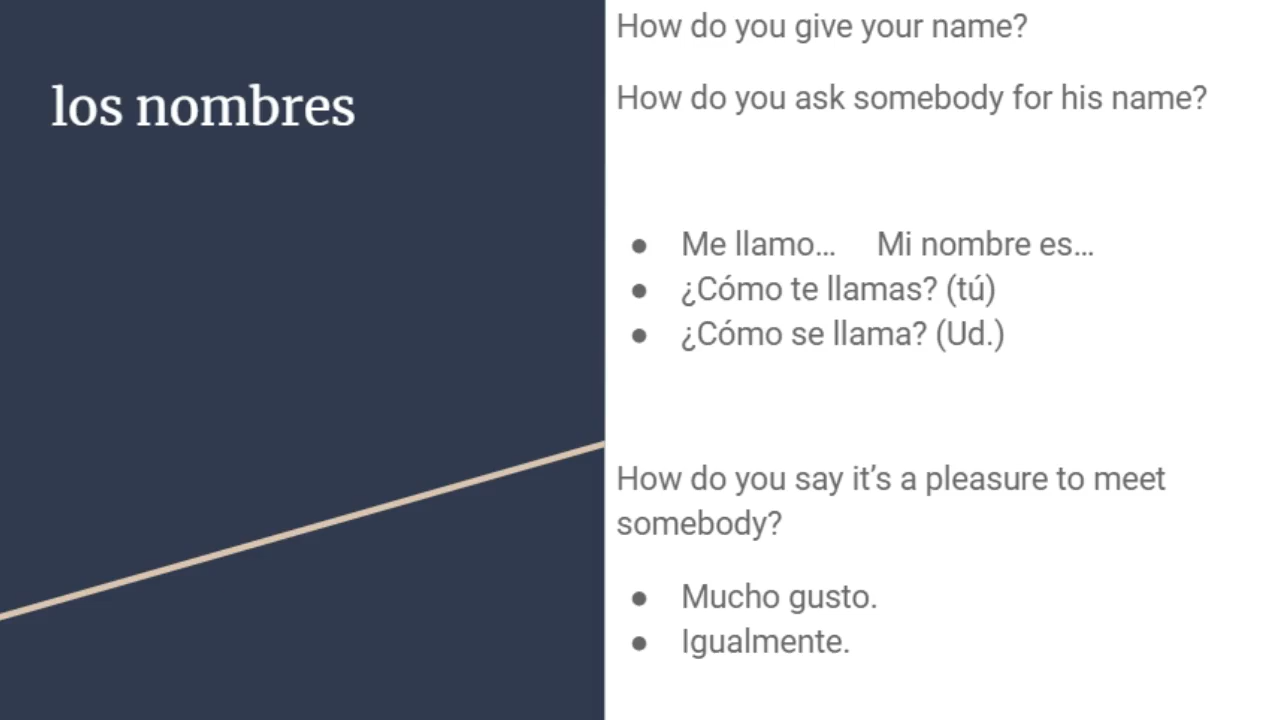 los nombres
How do you give your name?
How do you ask somebody for his name?
● Me llamo… Mi nombre es…
● ¿Cómo te llamas? (tú)
● ¿Cómo se llama? (Ud.)
How do you say it’s a pleasure to meet
somebody?
● Mucho gusto.
● Igualmente.